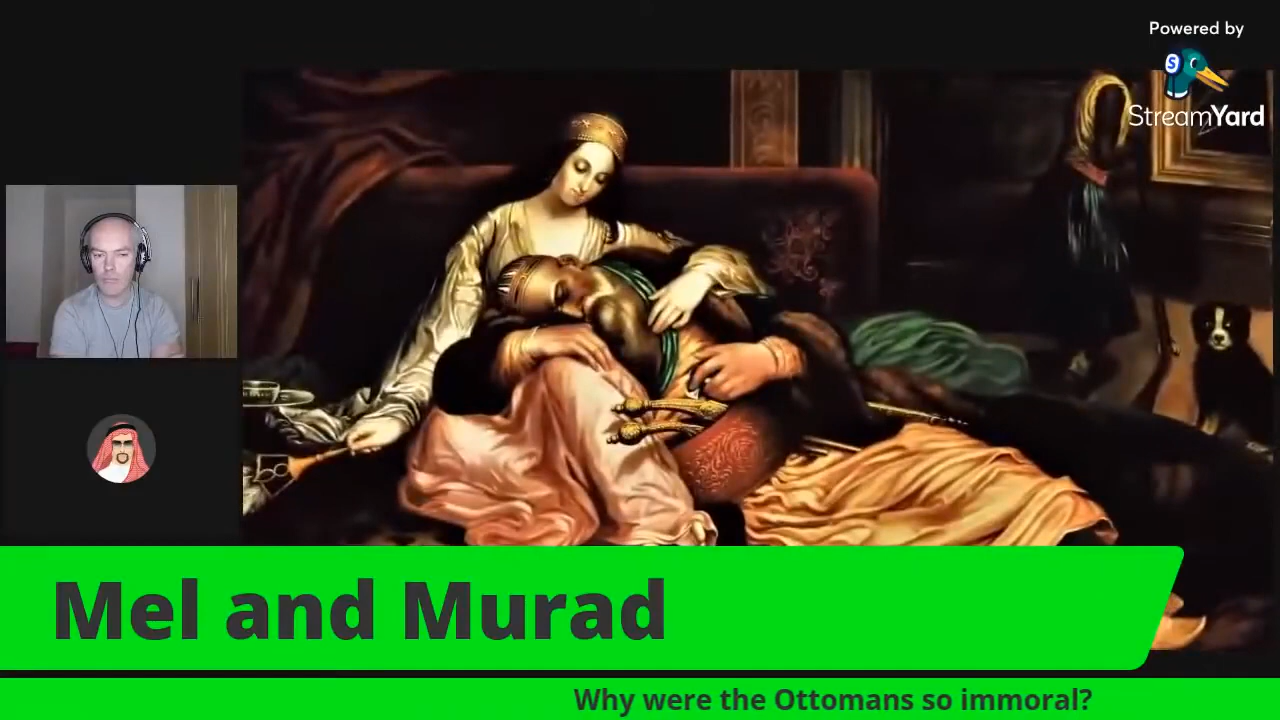 Powered by
StreamYard
Mel and Murad
Why were the Ottomans so immoral?